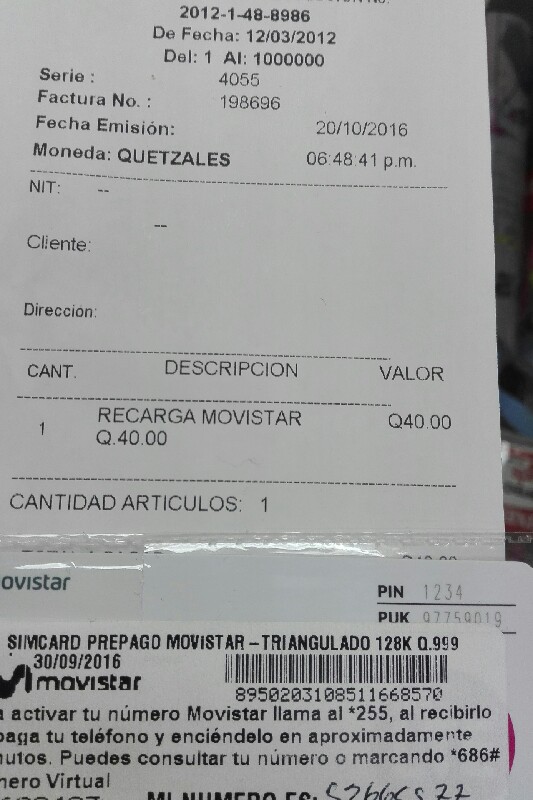 2012-1-48-8986
De Fecha: 12/03/2012
Del: 1 Al: 1000000
Serie : 4055
Factura No. : 198696
Fecha Emisión: 20/10/2016
Moneda: QUETZALES 06:48:41 p.m.
NIT: --
--
Cliente:
Dirección:
CANT. DESCRIPCION VALOR
1 RECARGA MOVISTAR Q40.00
Q.40.00
CANTIDAD ARTICULOS: 1
ovistar
PIN 1234
PUK 97759019
SIMCARD PREPAGO MOVISTAR-TRIANGULADO 128K Q.999
30/09/2016
movistar
8950203108511668570
a activar tu número Movistar llama al *255, al recibirlo
paga tu teléfono y enciéndelo en aproximadamente
nutos. Puedes consultar tu número o marcando *686#
nero Virtual
MI NUMERO ES: